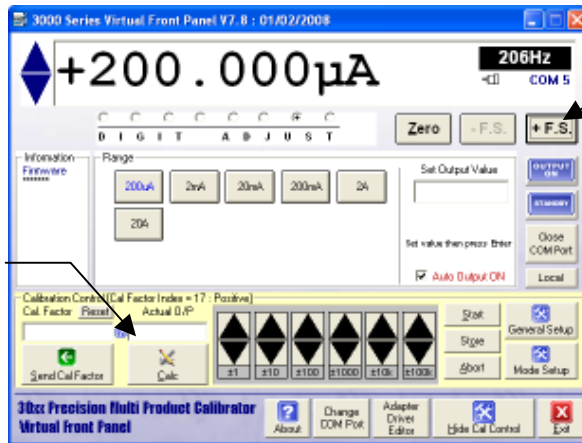 3000 Series Virtual Front Panel V7.8 : 01/02/2008
+200.000µA
206Hz
COM 5
DIGIT ADJUST
Zero
- F.S.
+ F.S.
Information
Firmware
Range
200uA
2mA
20mA
200mA
2A
20A
Set Output Value
Set value then press Enter
Auto Output ON
OUTPUT ON
STANDBY
Close COM Port
Local
Calibration Control [Cal Factor Index = 17 : Positive]
Cal. Factor
Reset
Actual O/P
Send Cal Factor
Calc
±1
±10
±100
±1000
±10k
±100k
Start
Store
Abort
General Setup
Mode Setup
30xx Precision Multi Product Calibrator
Virtual Front Panel
About
Change COM Port
Adapter Driver Editor
Hide Cal Control
Exit